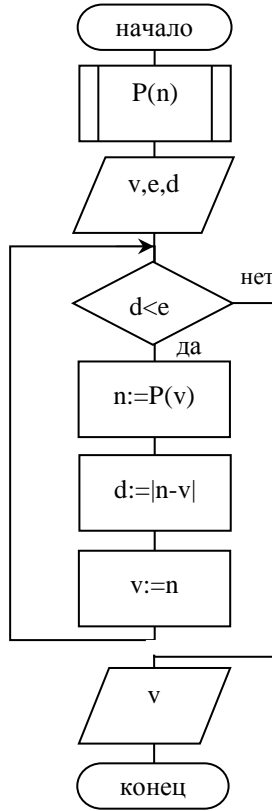 начало
P(n)
v,e,d
d<e
нет
да
n:=P(v)
d:=|n-v|
v:=n
v
конец